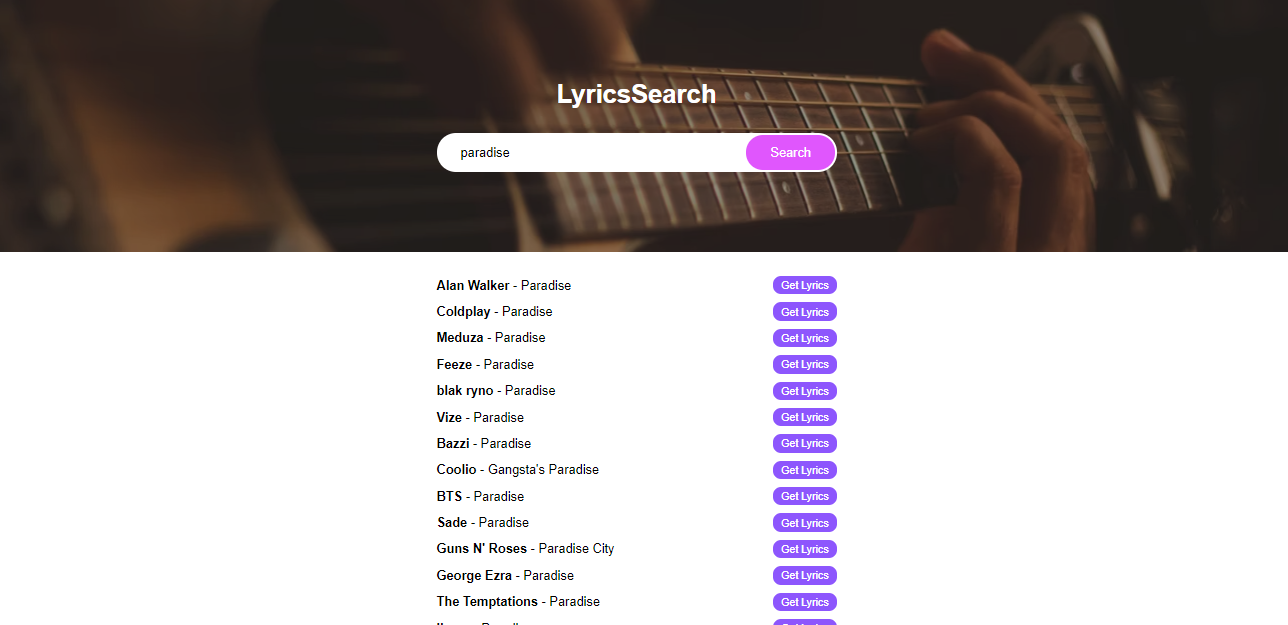 LyricsSearch
paradise Search
Alan Walker - Paradise Get Lyrics
Coldplay - Paradise Get Lyrics
Meduza - Paradise Get Lyrics
Feeze - Paradise Get Lyrics
blak ryno - Paradise Get Lyrics
Vize - Paradise Get Lyrics
Bazzi - Paradise Get Lyrics
Coolio - Gangsta's Paradise Get Lyrics
BTS - Paradise Get Lyrics
Sade - Paradise Get Lyrics
Guns N' Roses - Paradise City Get Lyrics
George Ezra - Paradise Get Lyrics
The Temptations - Paradise Get Lyrics